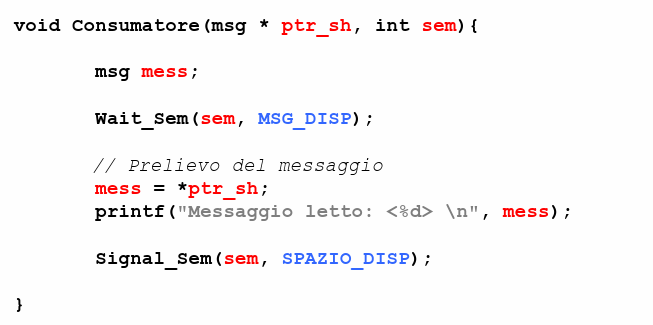 void Consumatore(msg * ptr_sh, int sem){
msg mess;
Wait_Sem(sem, MSG_DISP);
// Prelievo del messaggio
mess = *ptr_sh;
printf("Messaggio letto: <%d> \n", mess);
Signal_Sem(sem, SPAZIO_DISP);
}